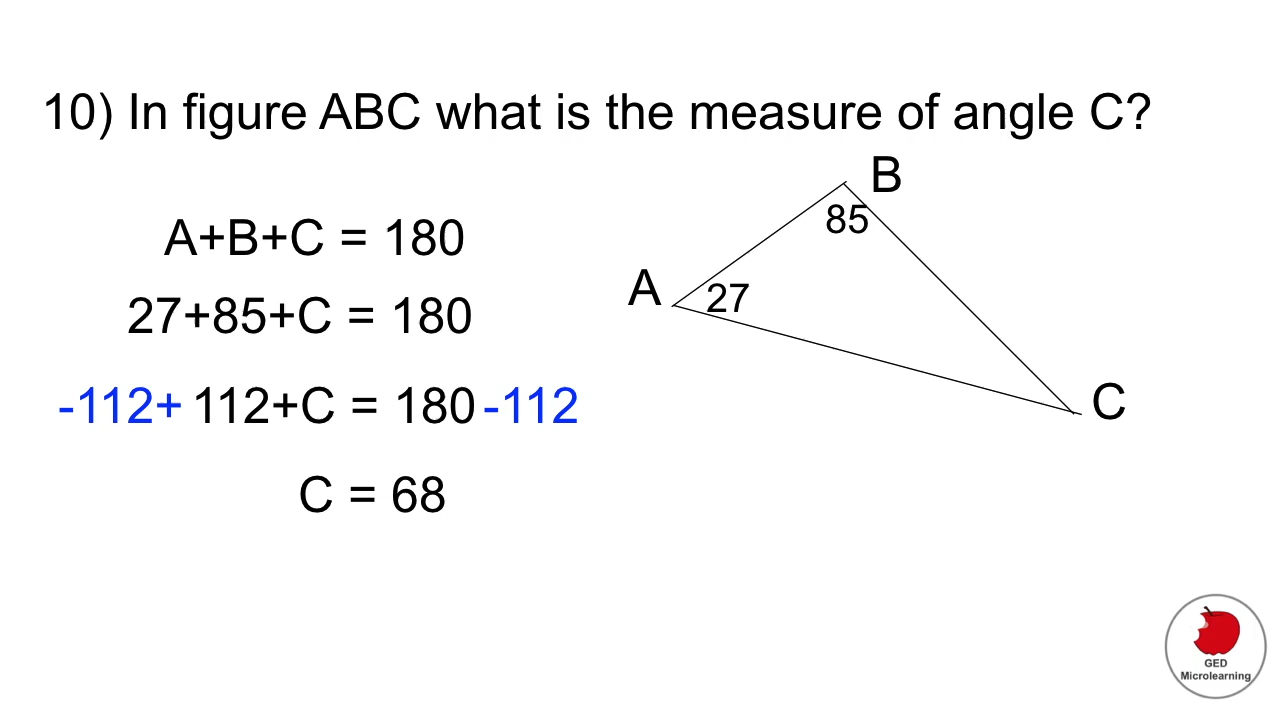 10) In figure ABC what is the measure of angle C?
A+B+C = 180
27+85+C = 180
-112+ 112+C = 180 -112
C = 68
B
85
A
27
C
GED
Microlearning